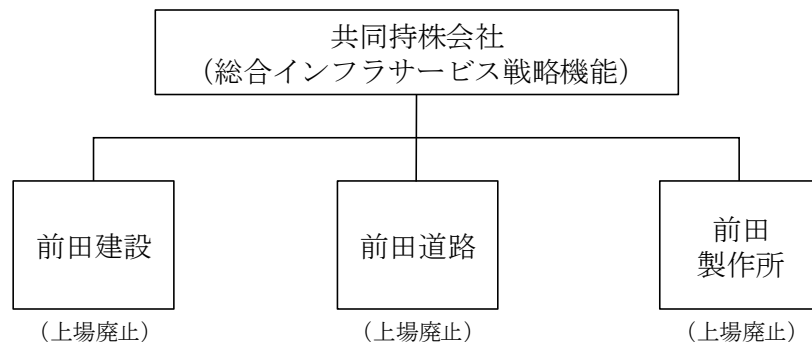 共同持株会社
（総合インフラサービス戦略機能）
前田建設
前田道路
前田
製作所
（上場廃止）
（上場廃止）
（上場廃止）